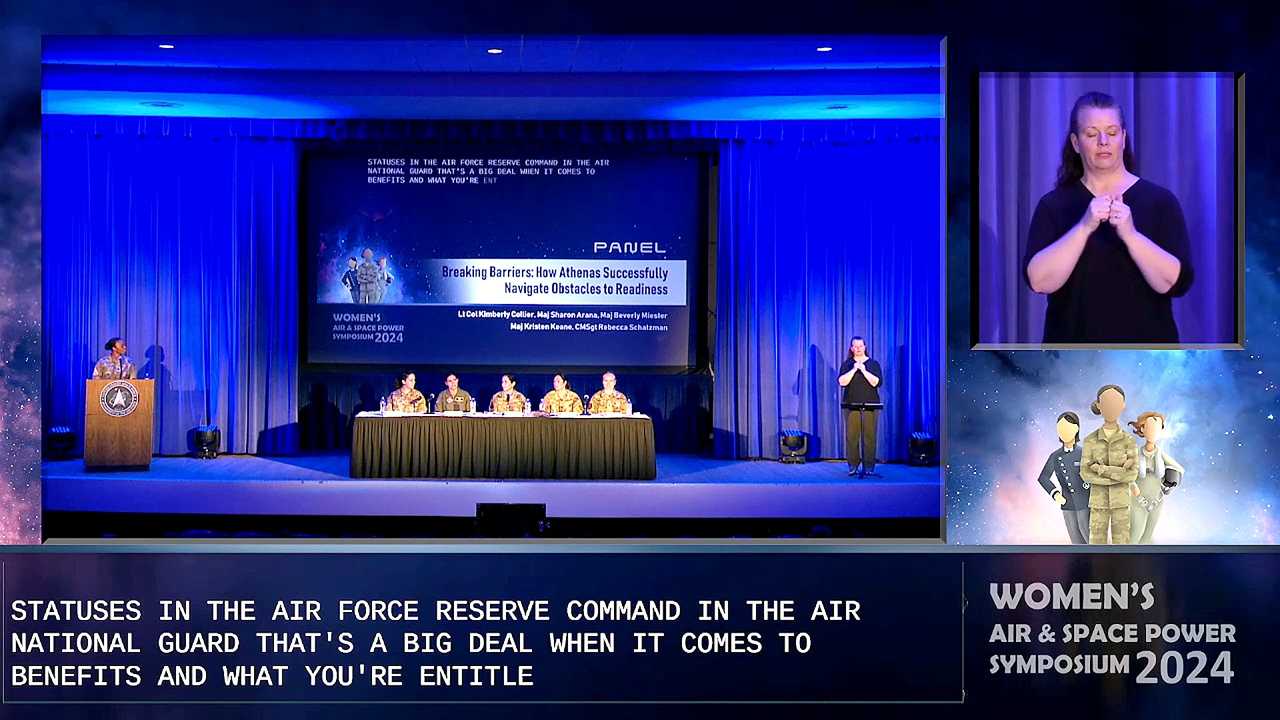 STATUSES IN THE AIR FORCE RESERVE COMMAND IN THE AIR
NATIONAL GUARD THAT'S A BIG DEAL WHEN IT COMES TO
BENEFITS AND WHAT YOU'RE ENT
PANEL
Breaking Barriers: How Athenas Successfully
Navigate Obstacles to Readiness
Lt Col Kimberly Collier, Maj Sharon Arana, Maj Beverly Miester
Maj Kristen Keane, CMSgt Rebecca Schatzman
WOMEN'S
AIR & SPACE POWER
SYMPOSIUM 2024
STATUSES IN THE AIR FORCE RESERVE COMMAND IN THE AIR
NATIONAL GUARD THAT'S A BIG DEAL WHEN IT COMES TO
BENEFITS AND WHAT YOU'RE ENTITLE
WOMEN'S
AIR & SPACE POWER
SYMPOSIUM 2024